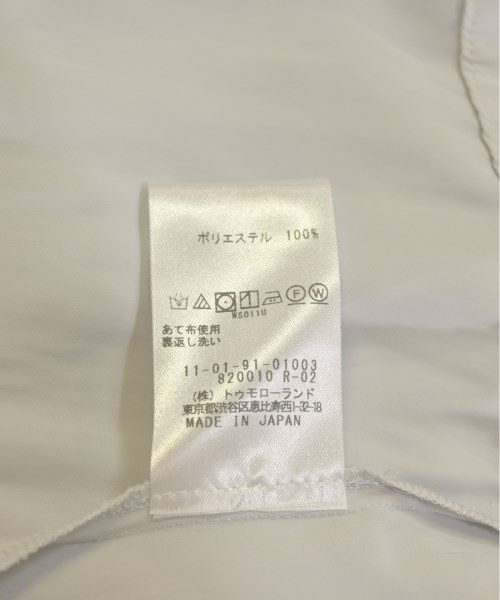 ポリエステル 100%
WS011U
あて布使用
裏返し洗い
11-01-91-01003
820010 R-02
(株) トゥモローランド
東京都渋谷区恵比寿西1-32-18
MADE IN JAPAN